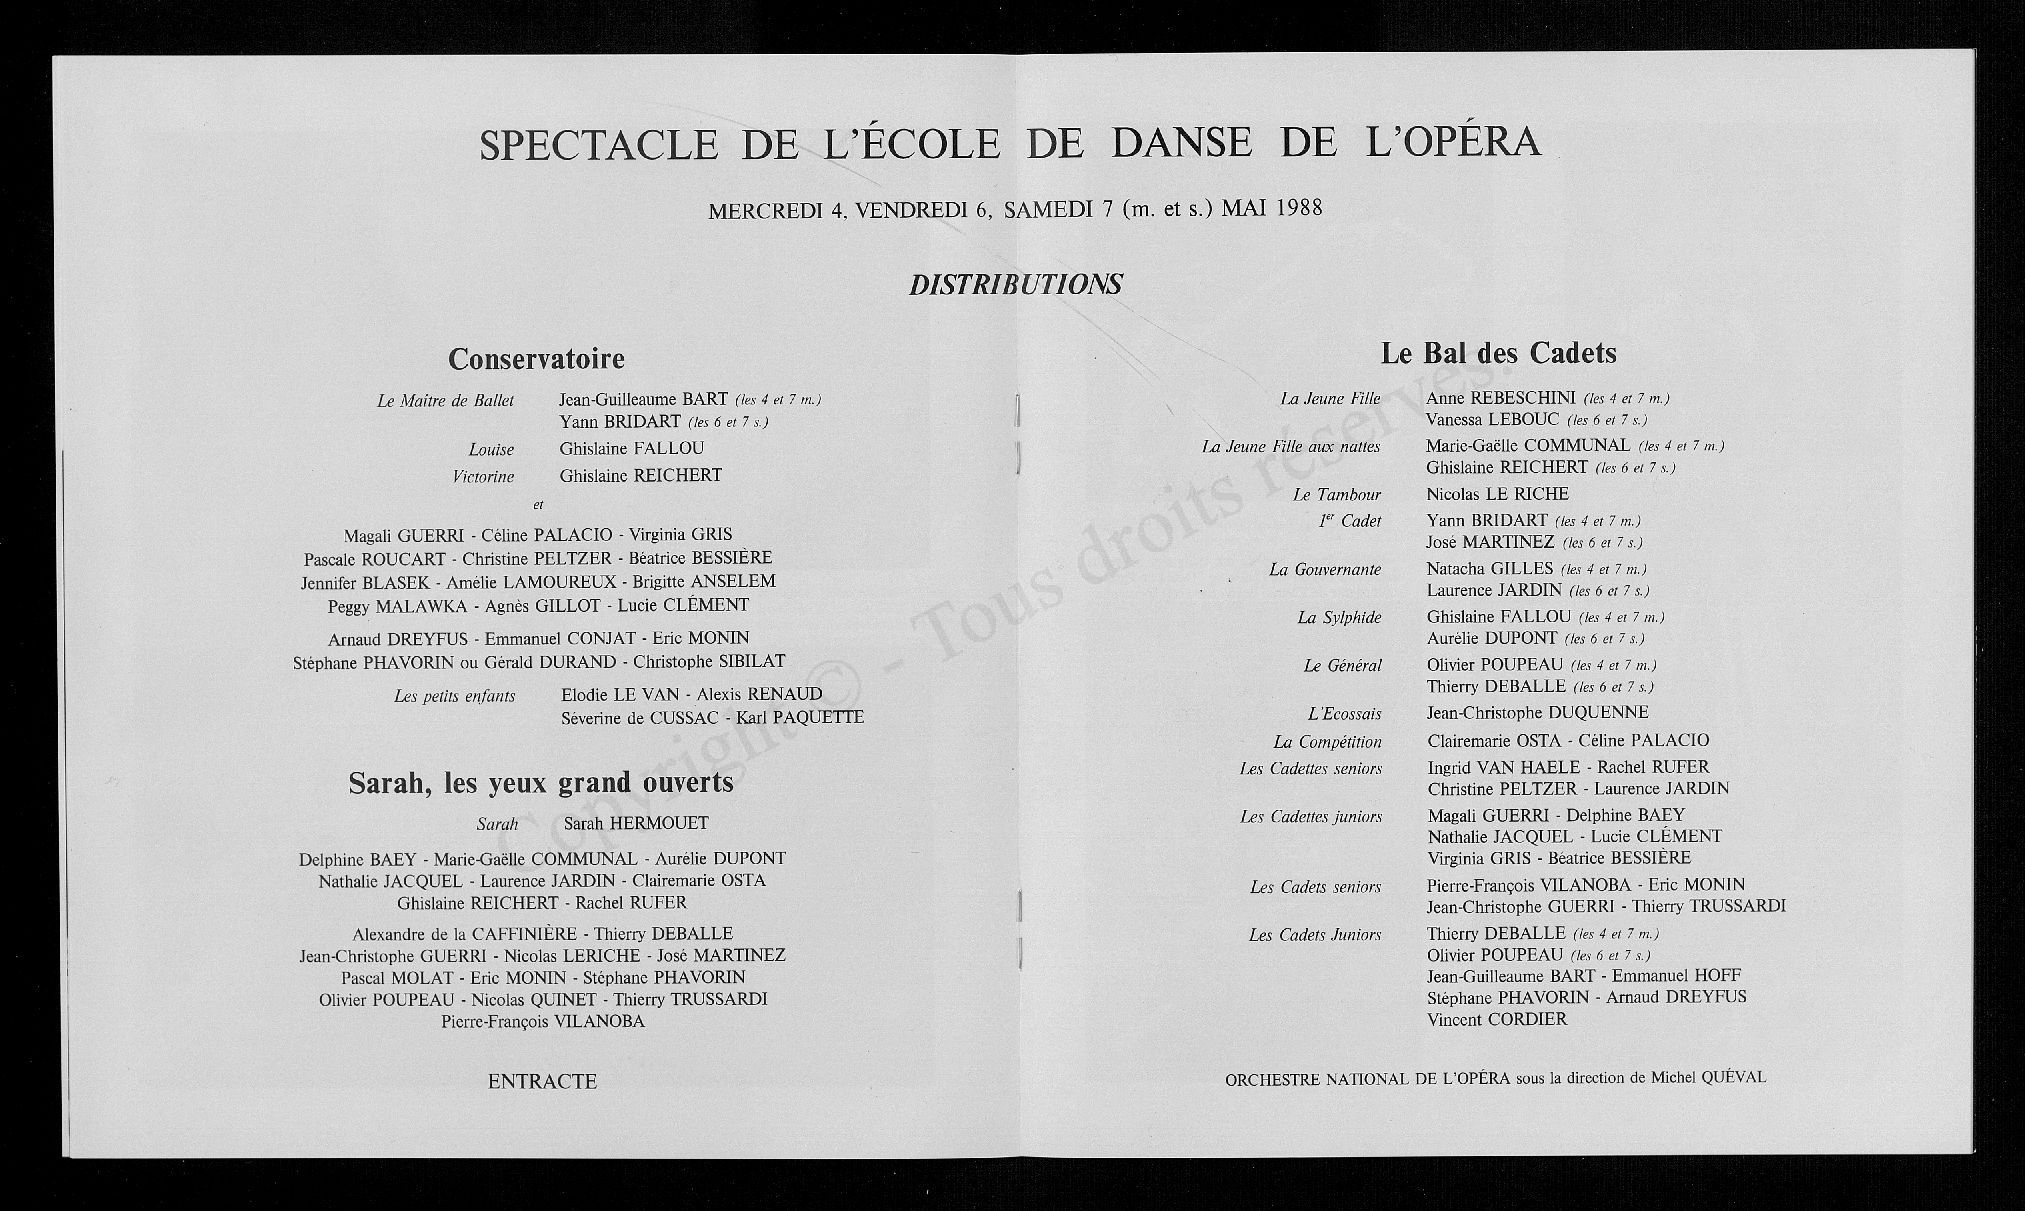 SPECTACLE DE L'ÉCOLE DE DANSE DE L'OPÉRA
MERCREDI 4, VENDREDI 6, SAMEDI 7 (m. et s.) MAI 1988
DISTRIBUTIONS
Conservatoire
Le Maitre de Ballet Jean-Guilleaume BART (les 4 et 7 m.)
Yann BRIDART (les 6 et 7 s.)
Louise Ghislaine FALLOU
Victorine Ghislaine REICHERT
et
Magali GUERRI - Céline PALACIO - Virginia GRIS
Pascale ROUCART - Christine PELTZER - Béatrice BESSIÈRE
Jennifer BLASEK - Amélie LAMOUREUX - Brigitte ANSELEM
Peggy MALAWKA - Agnès GILLOT - Lucie CLÉMENT
Arnaud DREYFUS - Emmanuel CONJAT - Eric MONIN
Stéphane PHAVORIN ou Gérald DURAND - Christophe SIBILAT
Les petits enfants Elodie LE VAN - Alexis RENAUD
Séverine de CUSSAC - Karl PAQUETTE
Sarah, les yeux grand ouverts
Sarah Sarah HERMOUET
Delphine BAEY - Marie-Gaëlle COMMUNAL - Aurélie DUPONT
Nathalie JACQUEL - Laurence JARDIN - Clairemarie OSTA
Ghislaine REICHERT - Rachel RUFER
Alexandre de la CAFFINIÈRE - Thierry DEBALLE
Jean-Christophe GUERRI - Nicolas LERICHE - José MARTINEZ
Pascal MOLAT - Eric MONIN - Stéphane PHAVORIN
Olivier POUPEAU - Nicolas QUINET - Thierry TRUSSARDI
Pierre-François VILANOBA
ENTRACTE
Le Bal des Cadets
La Jeune Fille Anne REBESCHINI (les 4 et 7 m.)
Vanessa LEBOUC (les 6 et 7 s.)
La Jeune Fille aux nattes Marie-Gaëlle COMMUNAL (les 4 et 7 m.)
Ghislaine REICHERT (les 6 et 7 s.)
Le Tambour Nicolas LE RICHE
1er Cadet Yann BRIDART (les 4 et 7 m.)
José MARTINEZ (les 6 et 7 s.)
La Gouvernante Natacha GILLES (les 4 et 7 m.)
Laurence JARDIN (les 6 et 7 s.)
La Sylphide Ghislaine FALLOU (les 4 et 7 m.)
Aurélie DUPONT (les 6 et 7 s.)
Le Général Olivier POUPEAU (les 4 et 7 m.)
Thierry DEBALLE (les 6 et 7 s.)
L'Ecossais Jean-Christophe DUQUENNE
La Compétition Clairemarie OSTA - Céline PALACIO
Les Cadettes seniors Ingrid VAN HAELE - Rachel RUFER
Christine PELTZER - Laurence JARDIN
Les Cadettes juniors Magali GUERRI - Delphine BAEY
Nathalie JACQUEL - Lucie CLÉMENT
Virginia GRIS - Béatrice BESSIÈRE
Les Cadets seniors Pierre-François VILANOBA - Eric MONIN
Jean-Christophe GUERRI - Thierry TRUSSARDI
Les Cadets Juniors Thierry DEBALLE (les 4 et 7 m.)
Olivier POUPEAU (les 6 et 7 s.)
Jean-Guilleaume BART - Emmanuel HOFF
Stéphane PHAVORIN - Arnaud DREYFUS
Vincent CORDIER
ORCHESTRE NATIONAL DE L'OPÉRA sous la direction de Michel QUÉVAL
Copyright © - Tous droits réservés.